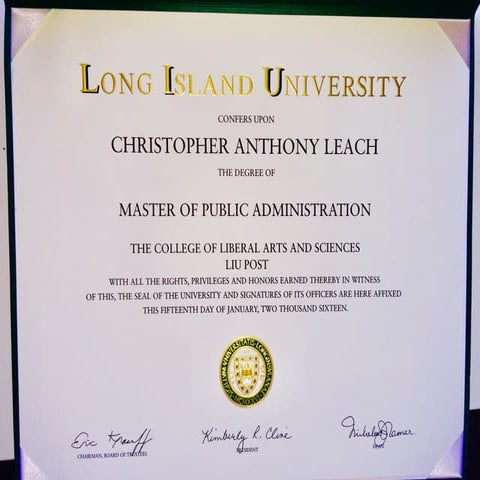 LONG ISLAND UNIVERSITY
CONFERS UPON
CHRISTOPHER ANTHONY LEACH
THE DEGREE OF
MASTER OF PUBLIC ADMINISTRATION
THE COLLEGE OF LIBERAL ARTS AND SCIENCES
LIU POST
WITH ALL THE RIGHTS, PRIVILEGES AND HONORS EARNED THEREBY IN WITNESS
OF THIS, THE SEAL OF THE UNIVERSITY AND SIGNATURES OF ITS OFFICERS ARE HERE AFFIXED
THIS FIFTEENTH DAY OF JANUARY, TWO THOUSAND SIXTEEN.
Eric Krasnoff Kimberly R. Cline
CHAIRMAN, BOARD OF TRUSTEES PRESIDENT DEAN